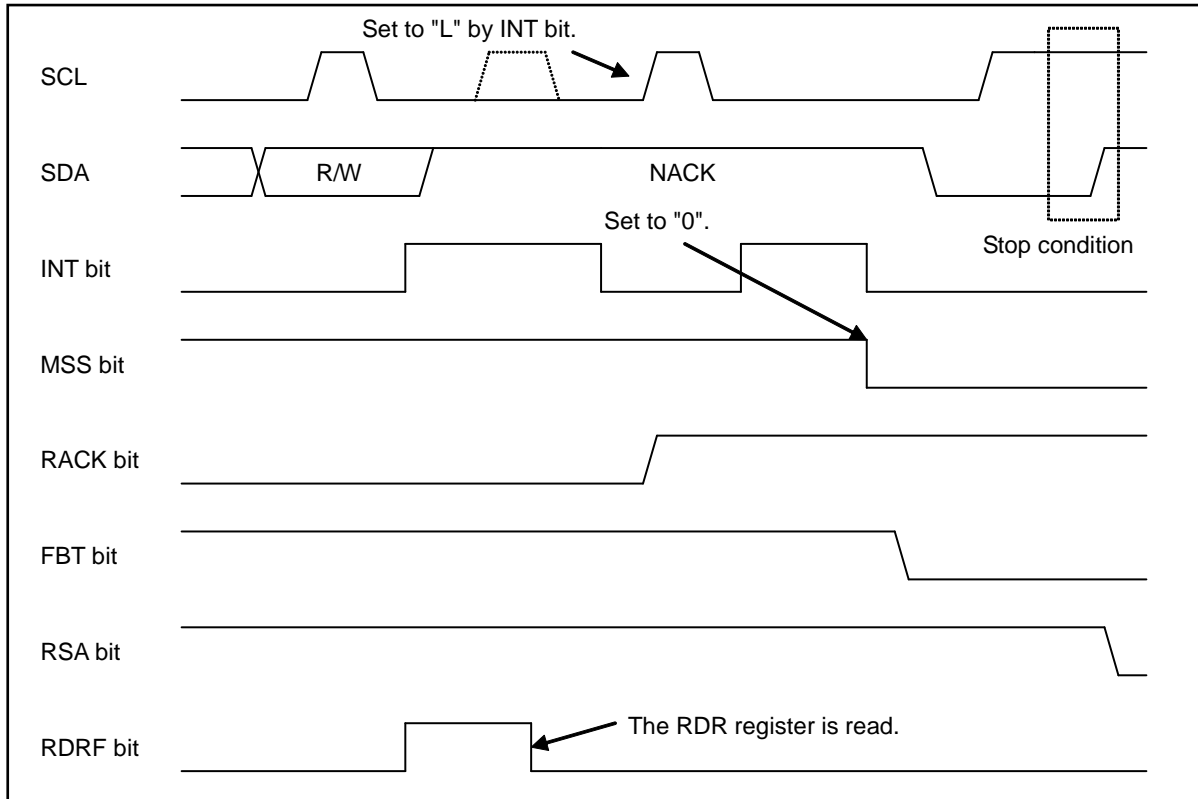 Set to "L" by INT bit.
SCL
SDA
R/W
NACK
Set to "0".
Stop condition
INT bit
MSS bit
RACK bit
FBT bit
RSA bit
The RDR register is read.
RDRF bit